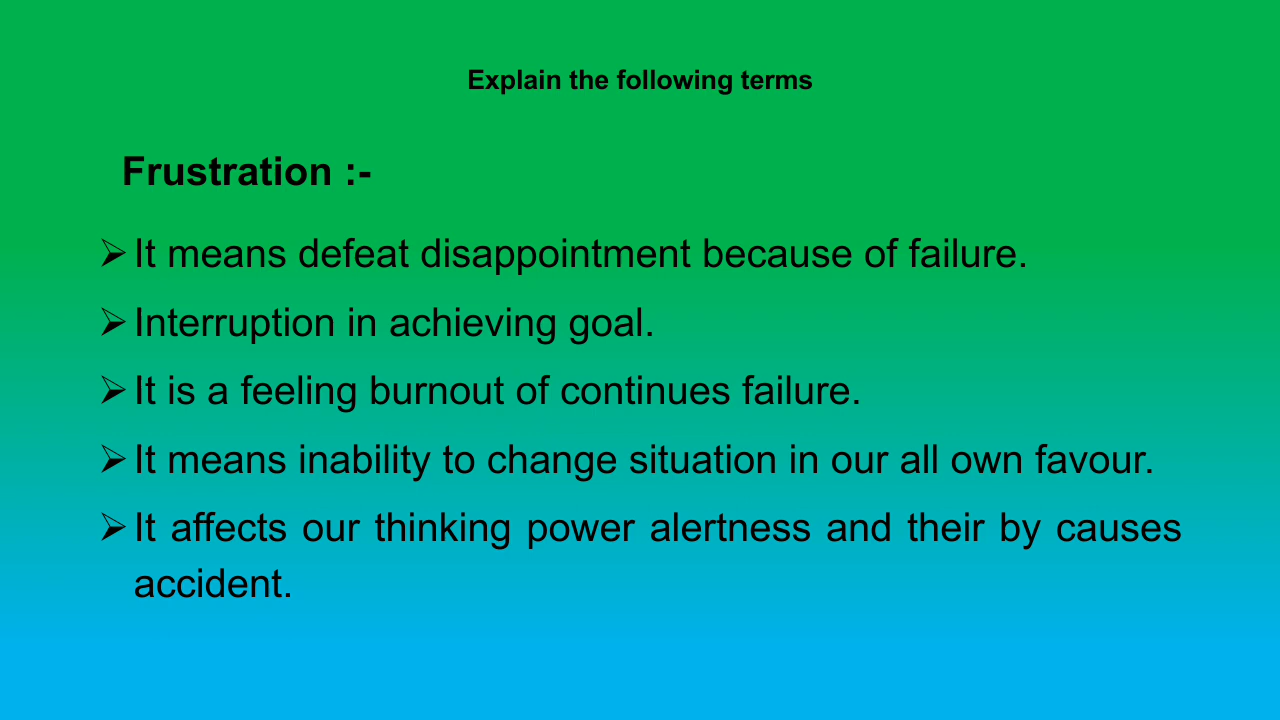 Explain the following terms
Frustration :-
➢ It means defeat disappointment because of failure.
➢ Interruption in achieving goal.
➢ It is a feeling burnout of continues failure.
➢ It means inability to change situation in our all own favour.
➢ It affects our thinking power alertness and their by causes
accident.